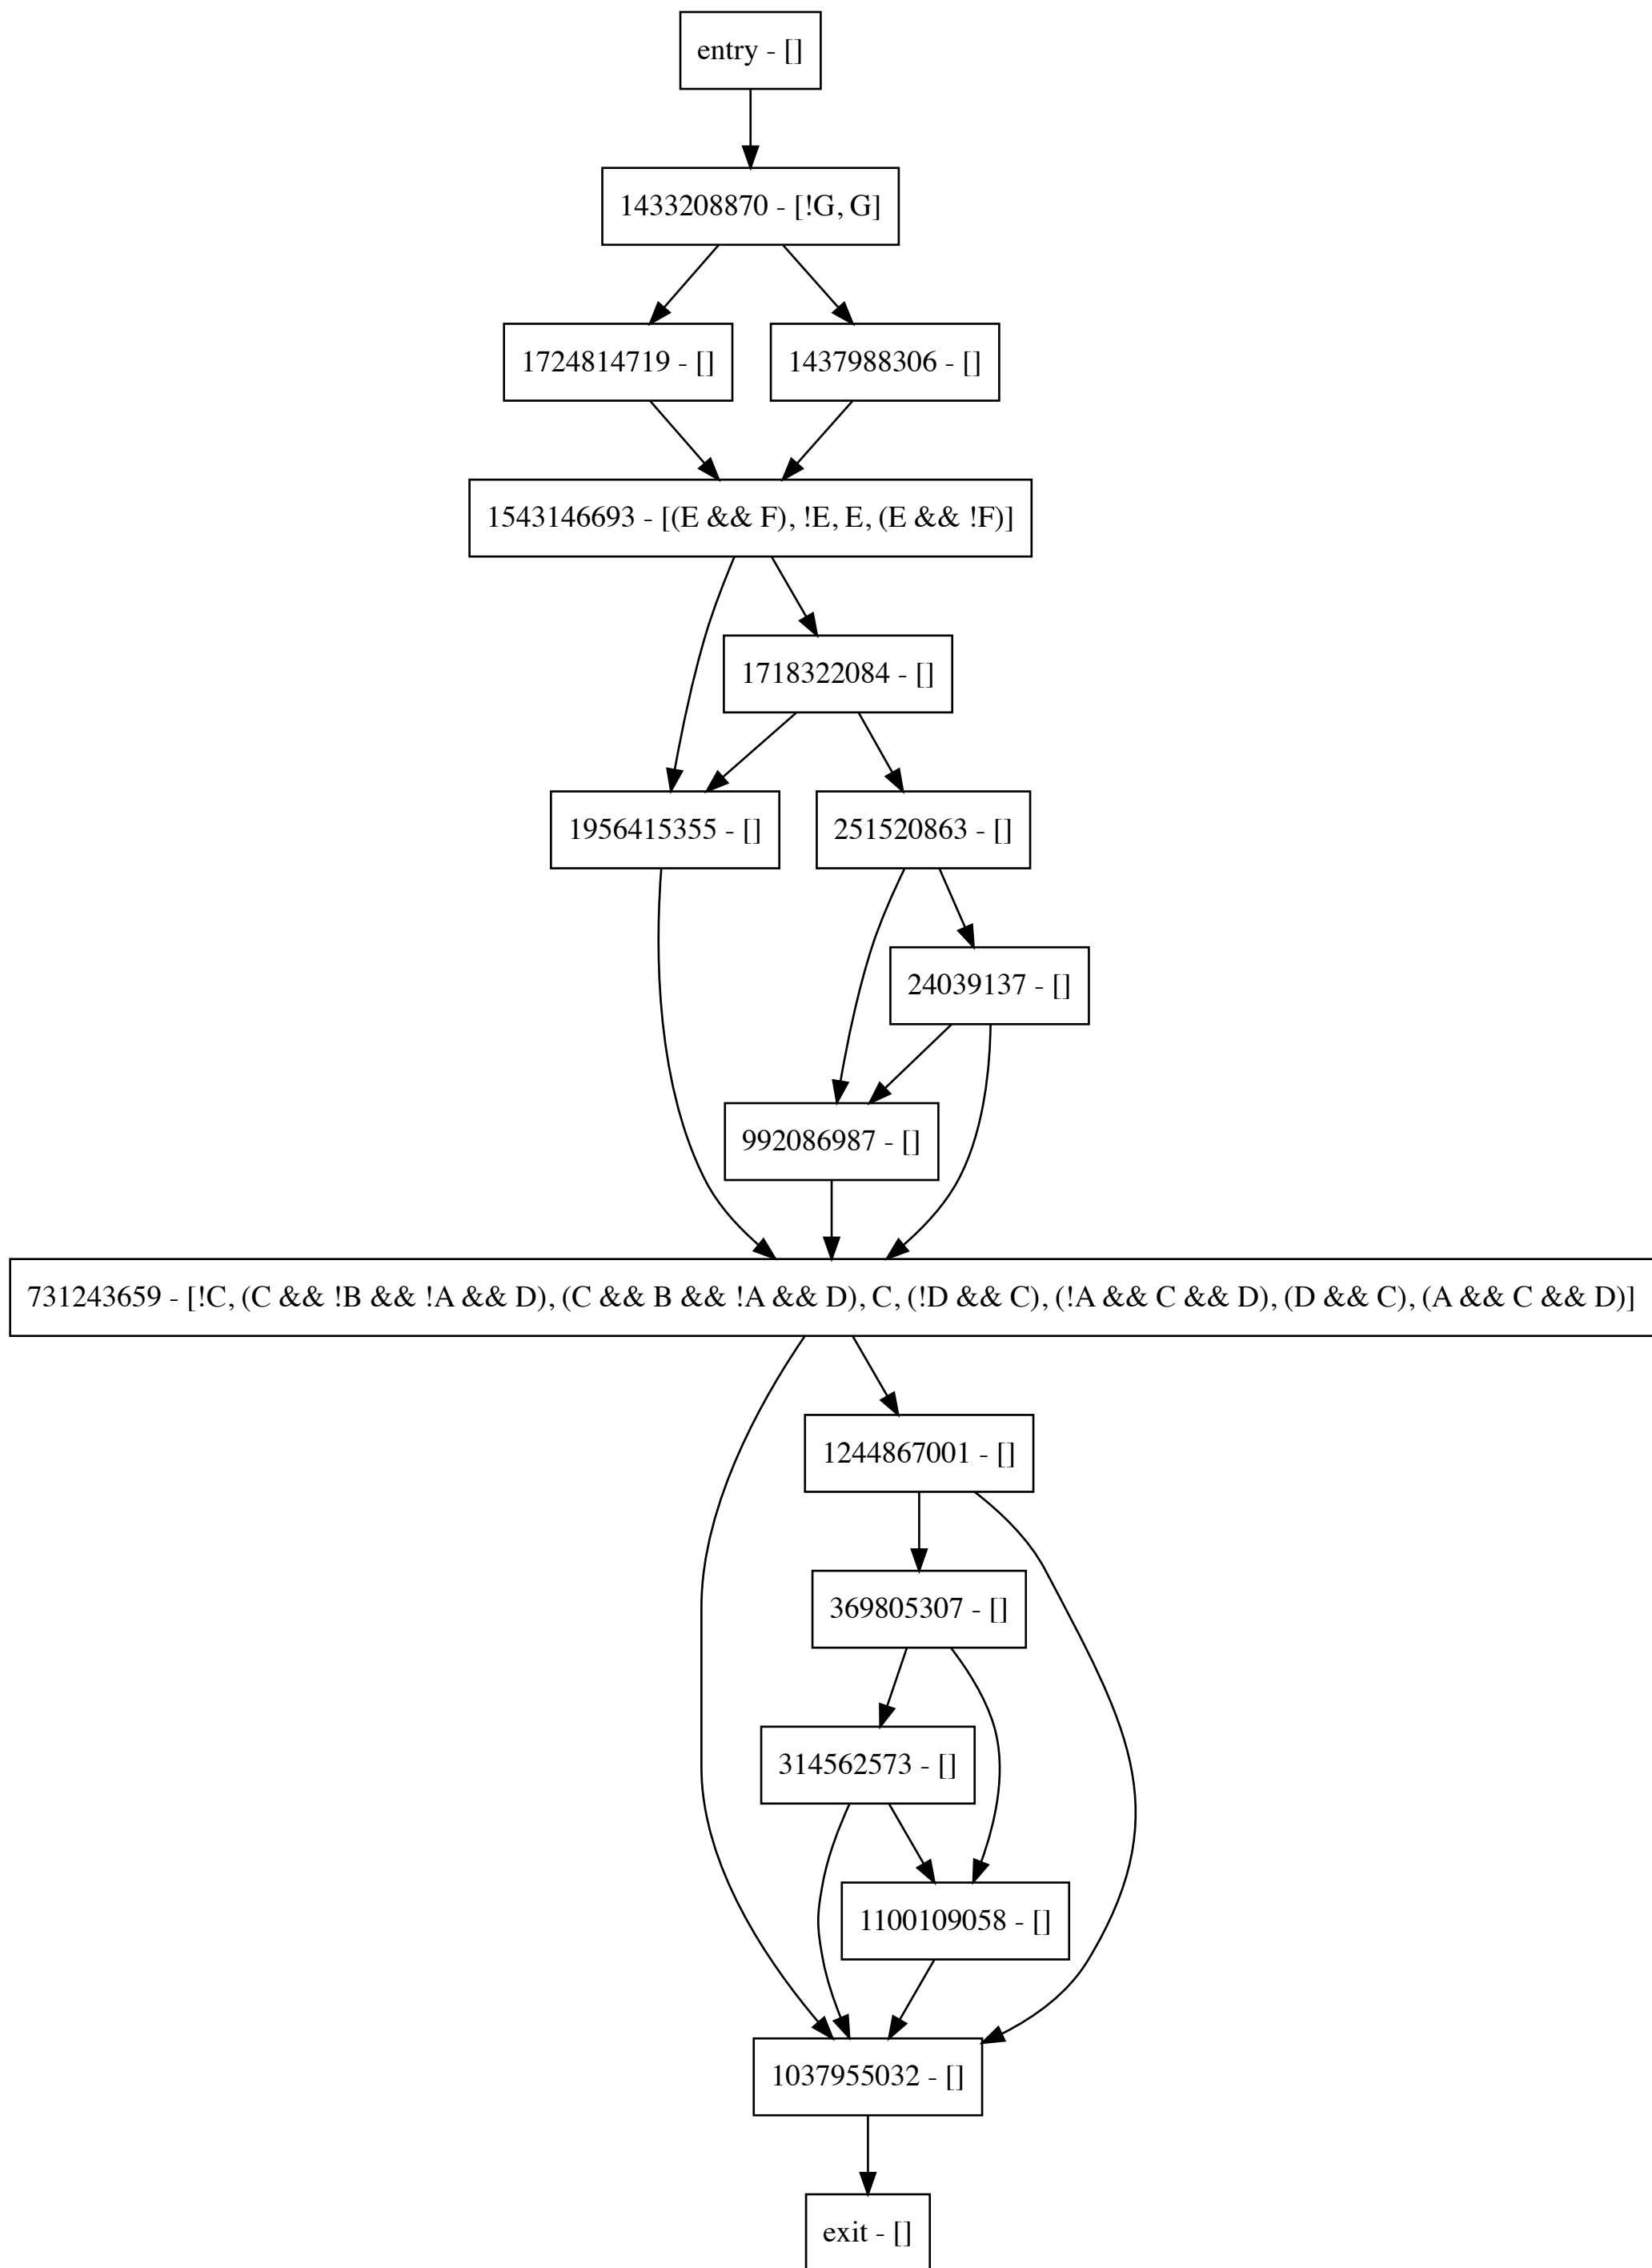 entry - []
1433208870 - [!G, G]
1724814719 - []
1437988306 - []
1543146693 - [(E && F), !E, E, (E && !F)]
1718322084 - []
1956415355 - []
251520863 - []
24039137 - []
992086987 - []
731243659 - [!C, (C && !B && !A && D), (C && B && !A && D), C, (!D && C), (!A && C && D), (D && C), (A && C && D)]
1244867001 - []
369805307 - []
314562573 - []
1100109058 - []
1037955032 - []
exit - []